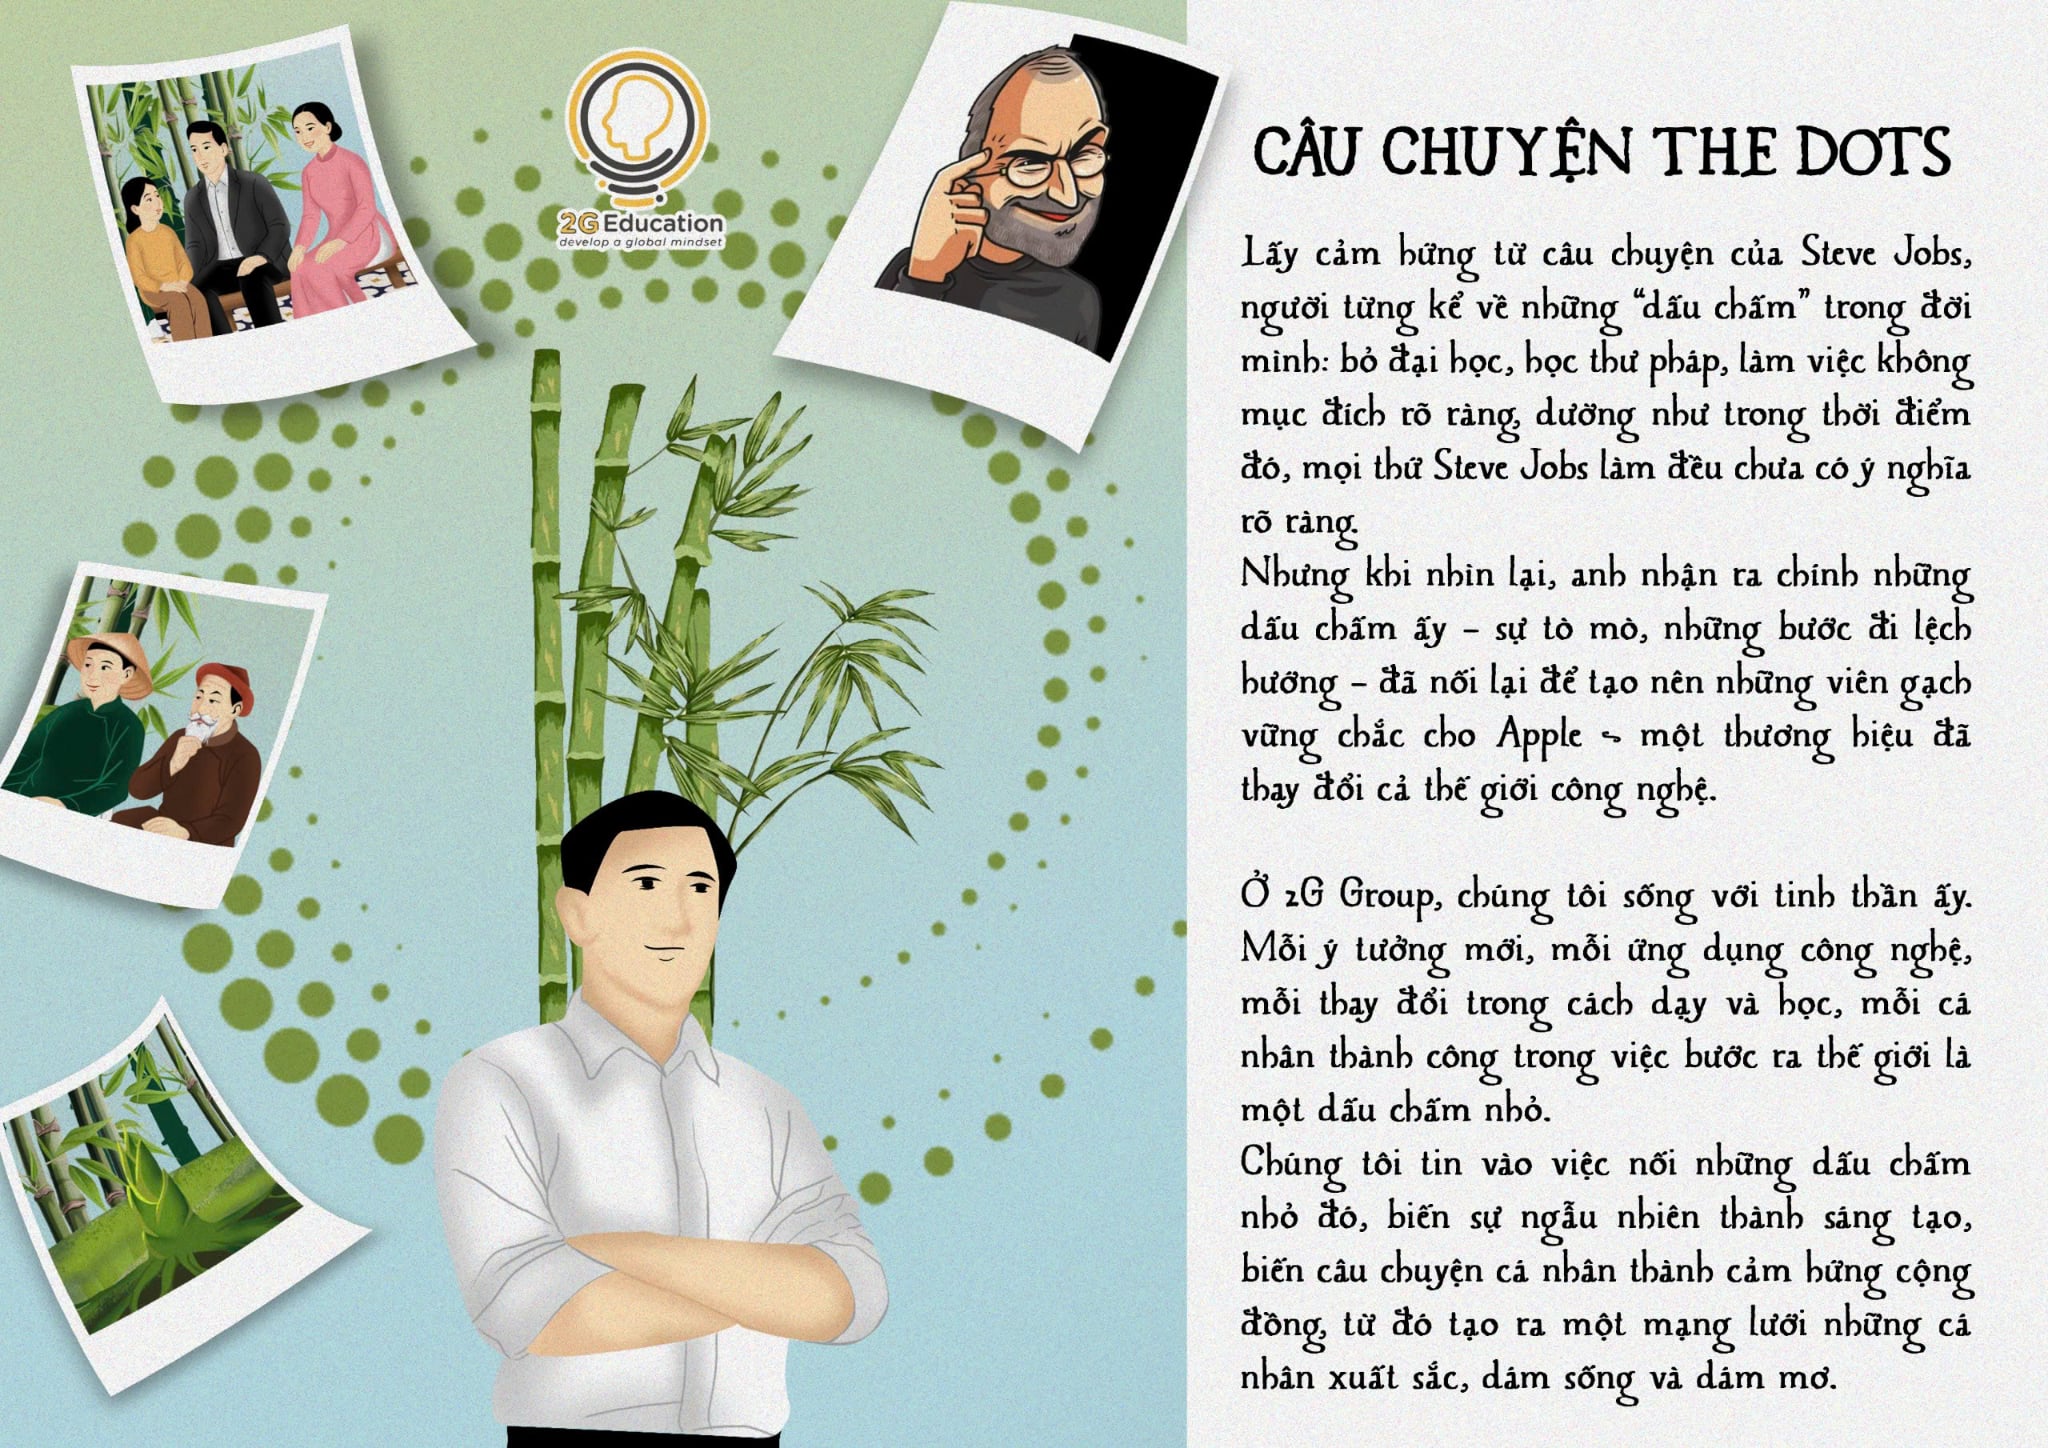 2G Education
develop a global mindset
CÂU CHUYỆN THE DOTS
Lấy cảm hứng từ câu chuyện của Steve Jobs,
người từng kể về những “dấu chấm” trong đời
mình: bỏ đại học, học thư pháp, làm việc không
mục đích rõ ràng, dường như trong thời điểm
đó, mọi thứ Steve Jobs làm đều chưa có ý nghĩa
rõ ràng.
Nhưng khi nhìn lại, anh nhận ra chính những
dấu chấm ấy – sự tò mò, những bước đi lệch
hướng – đã nối lại để tạo nên những viên gạch
vững chắc cho Apple - một thương hiệu đã
thay đổi cả thế giới công nghệ.
Ở 2G Group, chúng tôi sống với tinh thần ấy.
Mỗi ý tưởng mới, mỗi ứng dụng công nghệ,
mỗi thay đổi trong cách dạy và học, mỗi cá
nhân thành công trong việc bước ra thế giới là
một dấu chấm nhỏ.
Chúng tôi tin vào việc nối những dấu chấm
nhỏ đó, biến sự ngẫu nhiên thành sáng tạo,
biến câu chuyện cá nhân thành cảm hứng cộng
đồng, từ đó tạo ra một mạng lưới những cá
nhân xuất sắc, dám sống và dám mơ.